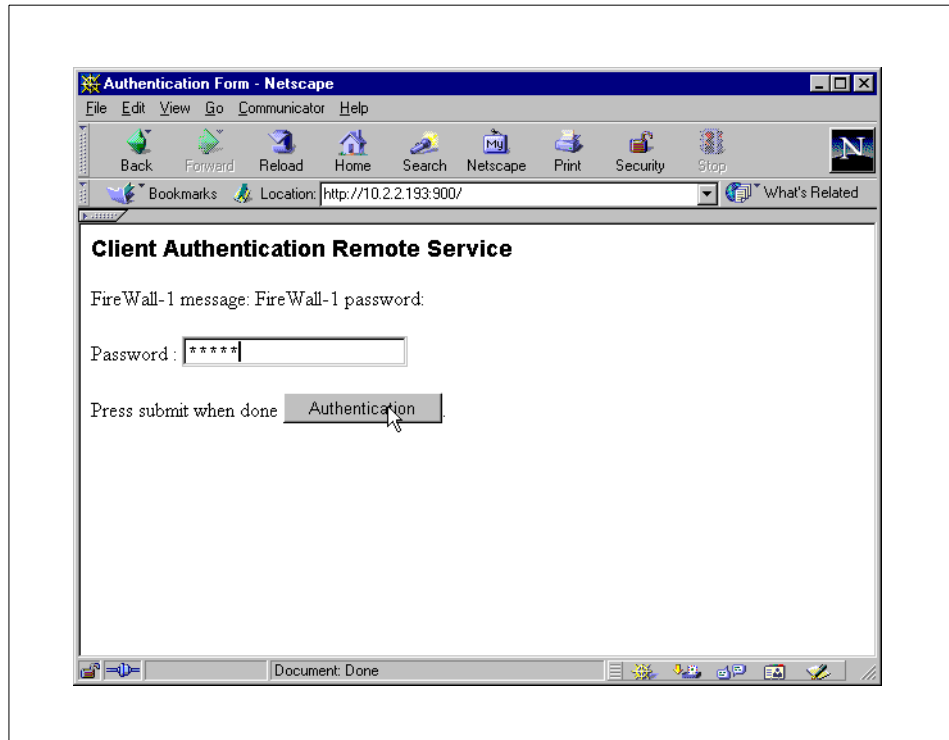 Authentication Form - Netscape
File Edit View Go Communicator Help
Back Forward Reload Home Search Netscape Print Security Stop
My
N
Bookmarks Location: http://10.2.2.193:900/ What's Related
Client Authentication Remote Service
FireWall-1 message: FireWall-1 password:
Password : *****
Press submit when done Authentication.
Document: Done